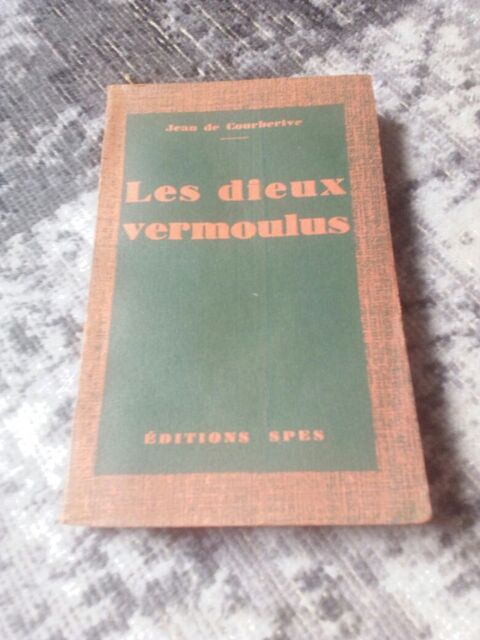 Jean de Courberive
Les dieux
vermoulus
ÉDITIONS SPES